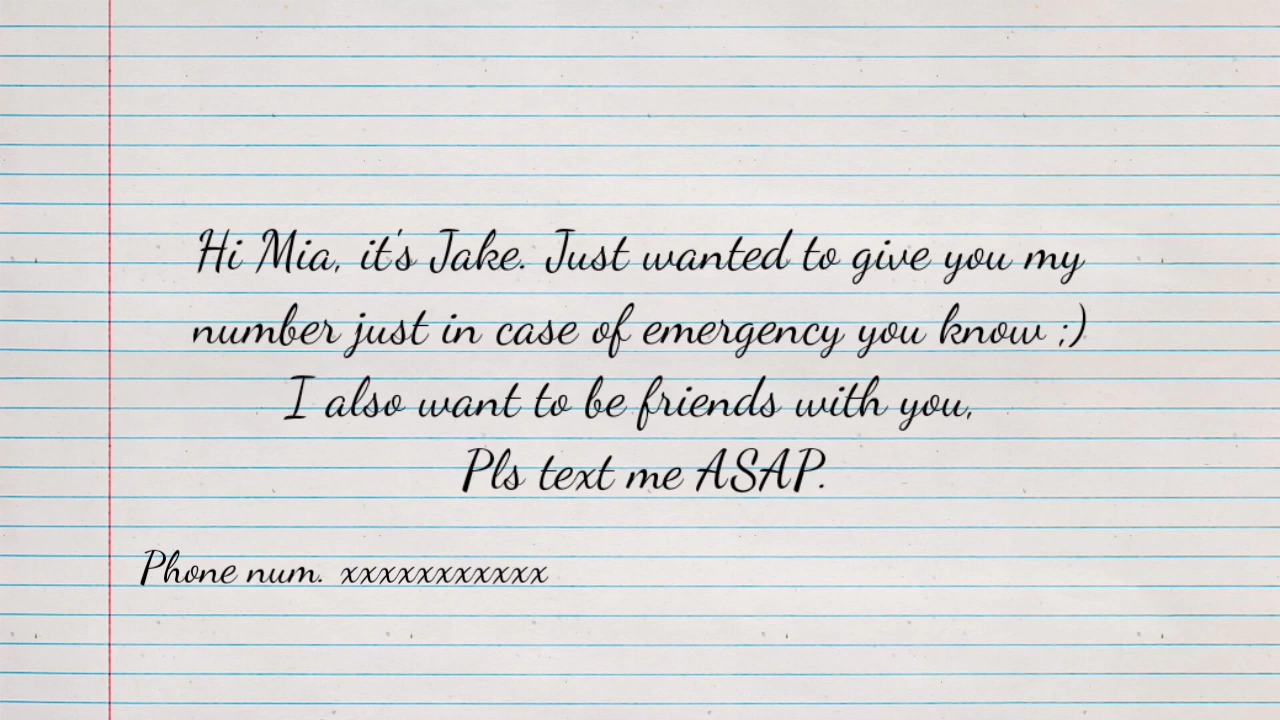 Hi Mia, it's Jake. Just wanted to give you my
number just in case of emergency you know ;)
I also want to be friends with you,
Pls text me ASAP.
Phone num. xxxxxxxxxxx